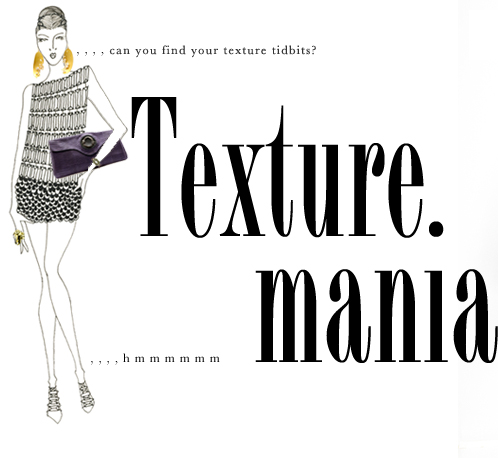 , , , , can you find your texture tidbits?
Texture.
mania
, , , , h m m m m m m